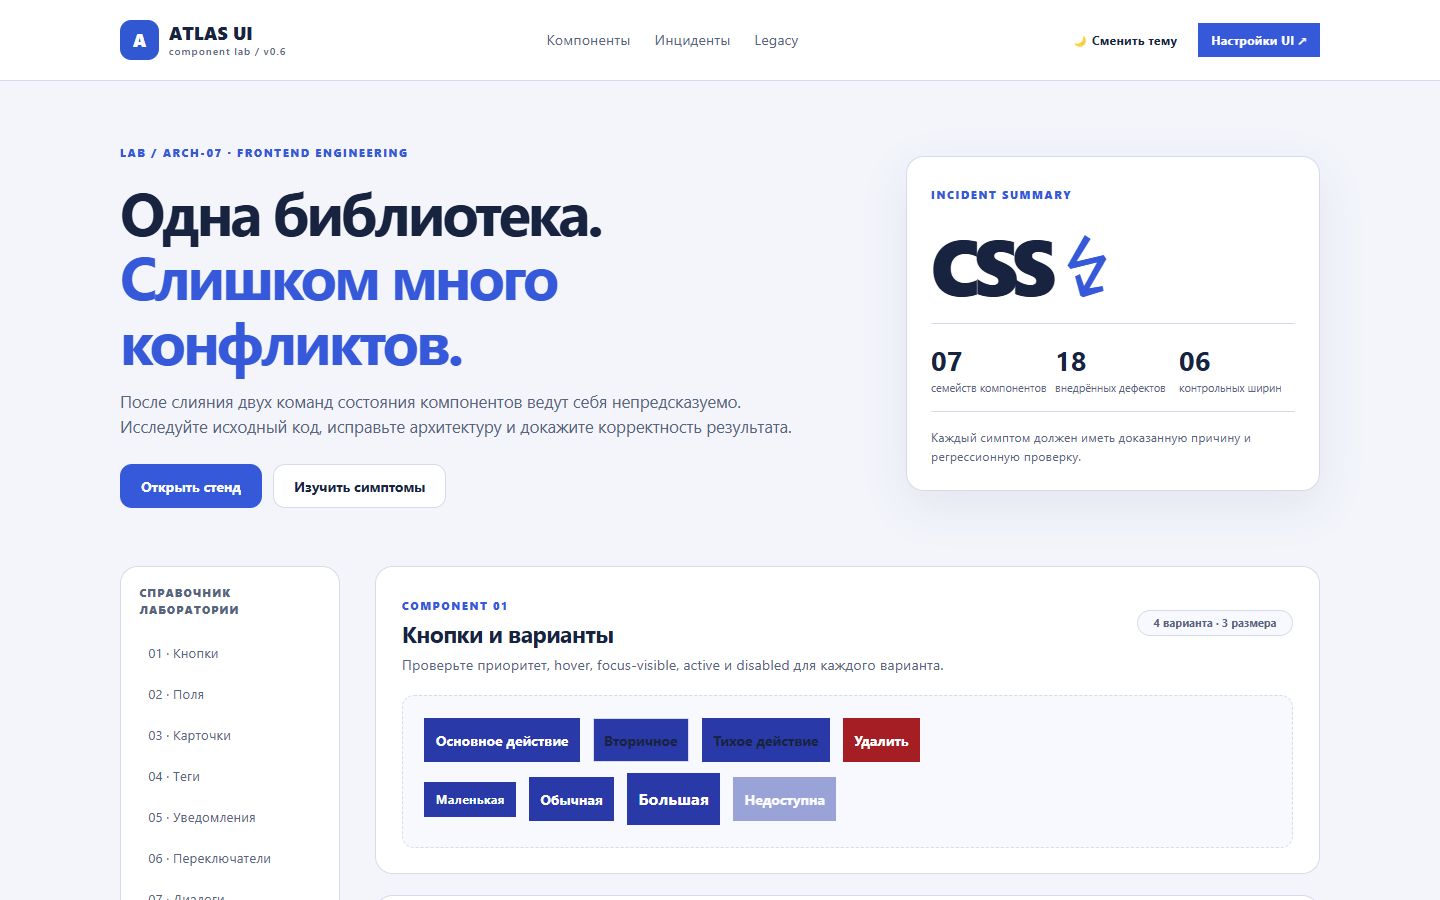 A
ATLAS UI
component lab / v0.6
Компоненты
Инциденты
Legacy
🌙 Сменить тему
Настройки UI ↗
LAB / ARCH-07 · FRONTEND ENGINEERING
Одна библиотека.
Слишком много
конфликтов.
После слияния двух команд состояния компонентов ведут себя непредсказуемо.
Исследуйте исходный код, исправьте архитектуру и докажите корректность результата.
Открыть стенд
Изучить симптомы
INCIDENT SUMMARY
CSS ↯
07
семейств компонентов
18
внедрённых дефектов
06
контрольных ширин
Каждый симптом должен иметь доказанную причину и
регрессионную проверку.
СПРАВОЧНИК
ЛАБОРАТОРИИ
01 · Кнопки
02 · Поля
03 · Карточки
04 · Теги
05 · Уведомления
06 · Переключатели
07 · Диалоги
COMPONENT 01
Кнопки и варианты
Проверьте приоритет, hover, focus-visible, active и disabled для каждого варианта.
4 варианта · 3 размера
Основное действие
Вторичное
Тихое действие
Удалить
Маленькая
Обычная
Большая
Недоступна